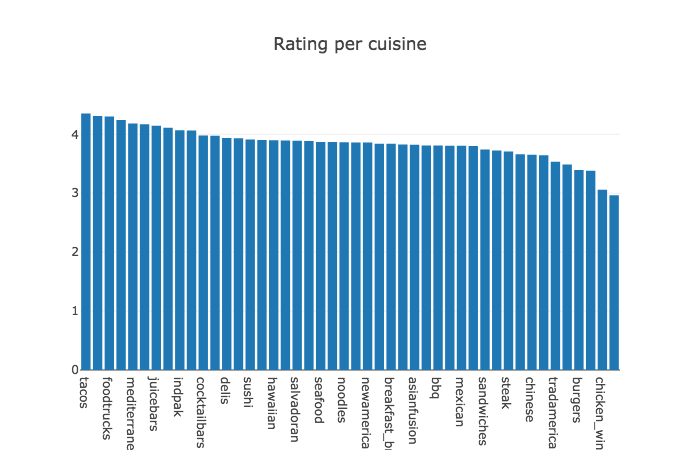 Rating per cuisine
4
3
2
1
0
tacos
foodtrucks
mediterrane
juicebars
indpak
cocktailbars
delis
sushi
hawaiian
salvadoran
seafood
noodles
newamerica
breakfast_br
asianfusion
bbq
mexican
sandwiches
steak
chinese
tradamerica
burgers
chicken_win